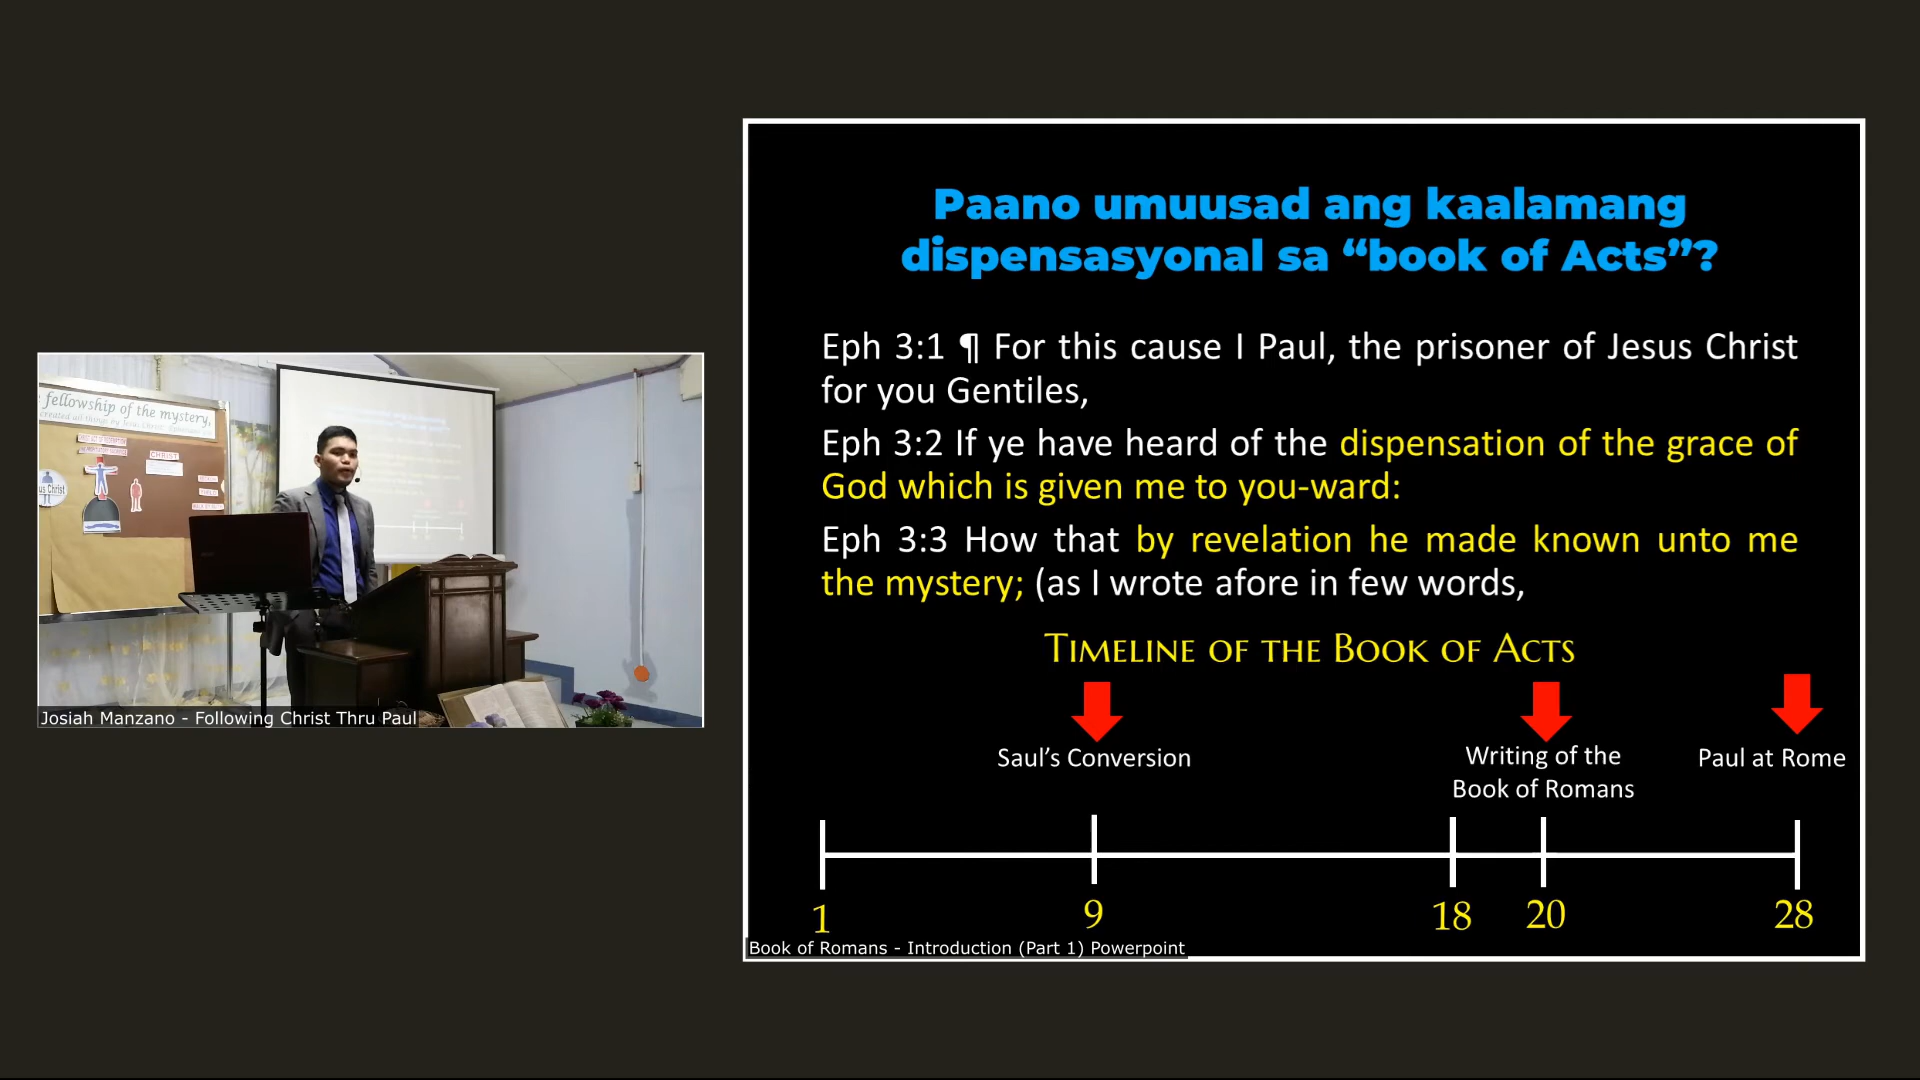 fellowship of the mystery,
CHRIST
us Christ
Josiah Manzano - Following Christ Thru Paul
Paano umuusad ang kaalamang
dispensasyonal sa “book of Acts”?
Eph 3:1 ¶ For this cause I Paul, the prisoner of Jesus Christ
for you Gentiles,
Eph 3:2 If ye have heard of the dispensation of the grace of
God which is given me to you-ward:
Eph 3:3 How that by revelation he made known unto me
the mystery; (as I wrote afore in few words,
Timeline of the Book of Acts
Saul’s Conversion
Writing of the
Book of Romans
Paul at Rome
1
9
18
20
28
Book of Romans - Introduction (Part 1) Powerpoint